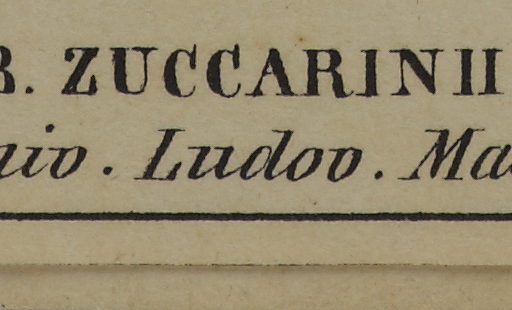 B. ZUCCARINII
nio. Ludov. Ma